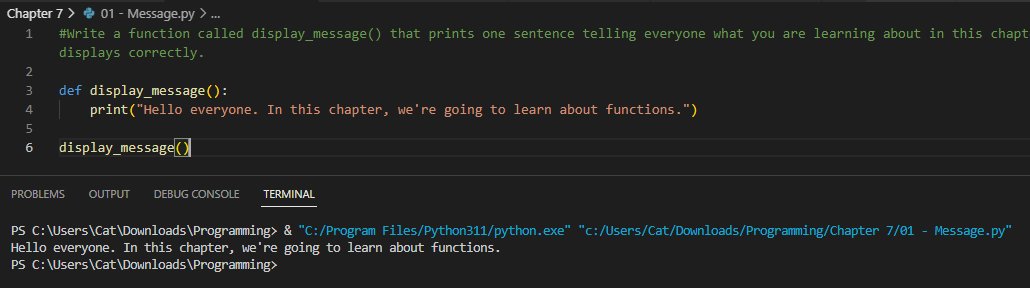 Chapter 7 > 01 - Message.py > ...
1 #Write a function called display_message() that prints one sentence telling everyone what you are learning about in this chapt
displays correctly.
2
3 def display_message():
4 print("Hello everyone. In this chapter, we're going to learn about functions.")
5
6 display_message()
PROBLEMS OUTPUT DEBUG CONSOLE TERMINAL
PS C:\Users\Cat\Downloads\Programming> & "C:/Program Files/Python311/python.exe" "c:/Users/Cat/Downloads/Programming/Chapter 7/01 - Message.py"
Hello everyone. In this chapter, we're going to learn about functions.
PS C:\Users\Cat\Downloads\Programming>